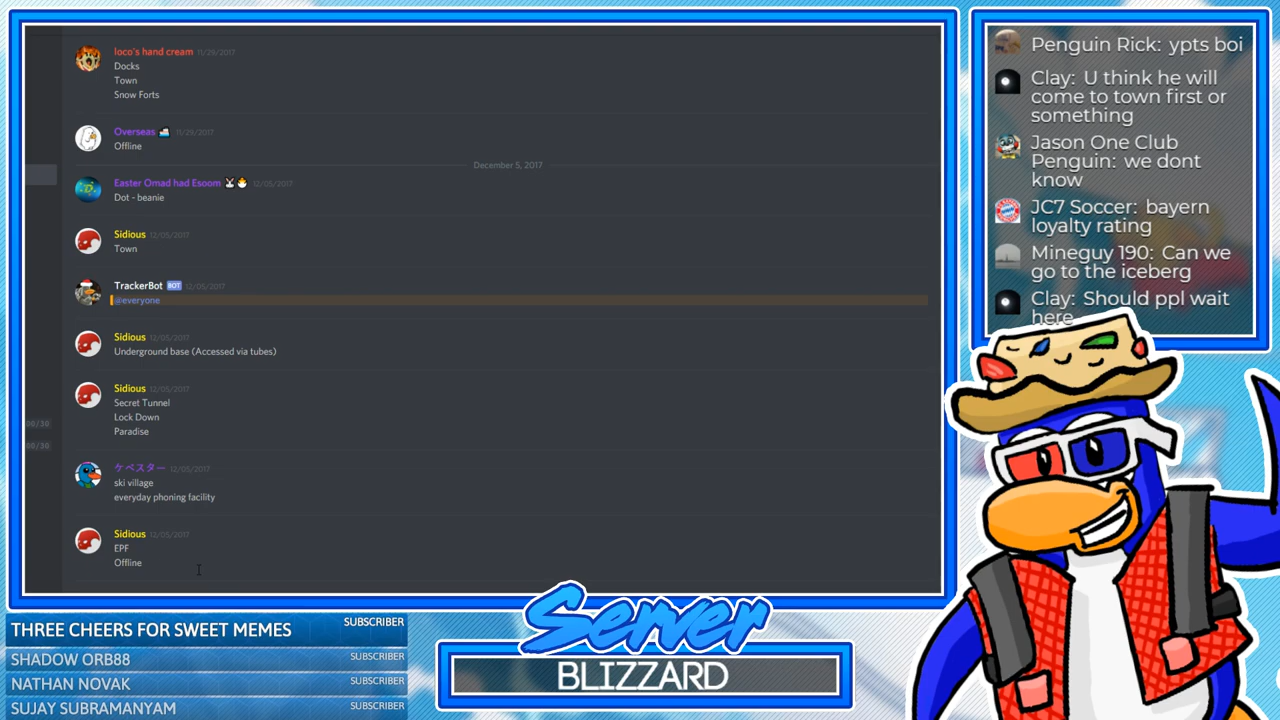 loco's hand cream 11/29/2017
Docks
Town
Snow Forts
Overseas 11/29/2017
Offline
December 5, 2017
Easter Omad had Esoom 12/05/2017
Dot - beanie
Sidious 12/05/2017
Town
TrackerBot BOT 12/05/2017
@everyone
Sidious 12/05/2017
Underground base (Accessed via tubes)
Sidious 12/05/2017
Secret Tunnel
Lock Down
Paradise
00/30
00/30
ケベスター 12/05/2017
ski village
everyday phoning facility
Sidious 12/05/2017
EPF
Offline
Penguin Rick: ypts boi
Clay: U think he will
come to town first or
something
Jason One Club
Penguin: we dont
know
JC7 Soccer: bayern
loyalty rating
Mineguy 190: Can we
go to the iceberg
Clay: Should ppl wait
here
THREE CHEERS FOR SWEET MEMES SUBSCRIBER
SHADOW ORB88 SUBSCRIBER
NATHAN NOVAK SUBSCRIBER
SUJAY SUBRAMANYAM SUBSCRIBER
Server
BLIZZARD